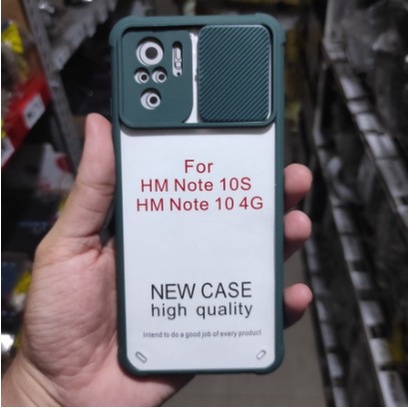 For
HM Note 10S
HM Note 10 4G
NEW CASE
high quality
Intend to do a good job of every product